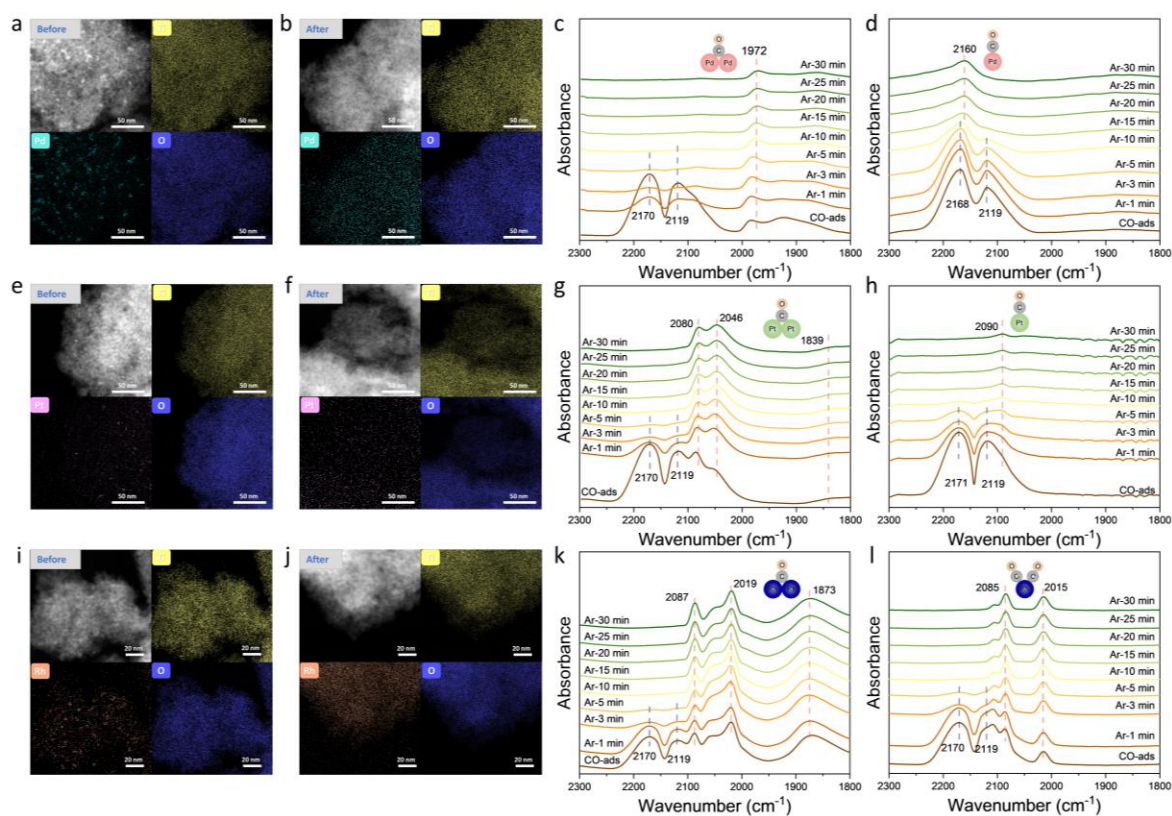 a
Before
50 nm
50 nm
Pd
O
50 nm
50 nm
b
After
50 nm
50 nm
Pd
O
50 nm
50 nm
c
O
C
Pd Pd
1972
Ar-30 min
Ar-25 min
Ar-20 min
Ar-15 min
Ar-10 min
Ar-5 min
Ar-3 min
Ar-1 min
CO-ads
2170
2119
Absorbance
2300 2200 2100 2000 1900 1800
Wavenumber (cm⁻¹)
d
O
C
Pd
2160
Ar-30 min
Ar-25 min
Ar-20 min
Ar-15 min
Ar-10 min
Ar-5 min
Ar-3 min
Ar-1 min
CO-ads
2168
2119
Absorbance
2300 2200 2100 2000 1900 1800
Wavenumber (cm⁻¹)
e
Before
50 nm
50 nm
Pt
O
50 nm
50 nm
f
After
50 nm
50 nm
Pt
O
50 nm
50 nm
g
O
C
Pt Pt
2080
2046
1839
Ar-30 min
Ar-25 min
Ar-20 min
Ar-15 min
Ar-10 min
Ar-5 min
Ar-3 min
Ar-1 min
CO-ads
2170
2119
Absorbance
2300 2200 2100 2000 1900 1800
Wavenumber (cm⁻¹)
h
O
C
Pt
2090
Ar-30 min
Ar-25 min
Ar-20 min
Ar-15 min
Ar-10 min
Ar-5 min
Ar-3 min
Ar-1 min
CO-ads
2171
2119
Absorbance
2300 2200 2100 2000 1900 1800
Wavenumber (cm⁻¹)
i
Before
20 nm
20 nm
Rh
O
20 nm
20 nm
j
After
20 nm
20 nm
Rh
O
20 nm
20 nm
k
O
C
2087
2019
1873
Ar-30 min
Ar-25 min
Ar-20 min
Ar-15 min
Ar-10 min
Ar-5 min
Ar-3 min
Ar-1 min
CO-ads
2170
2119
Absorbance
2300 2200 2100 2000 1900 1800
Wavenumber (cm⁻¹)
l
O O
C C
2085
2015
Ar-30 min
Ar-25 min
Ar-20 min
Ar-15 min
Ar-10 min
Ar-5 min
Ar-3 min
Ar-1 min
CO-ads
2170
2119
Absorbance
2300 2200 2100 2000 1900 1800
Wavenumber (cm⁻¹)